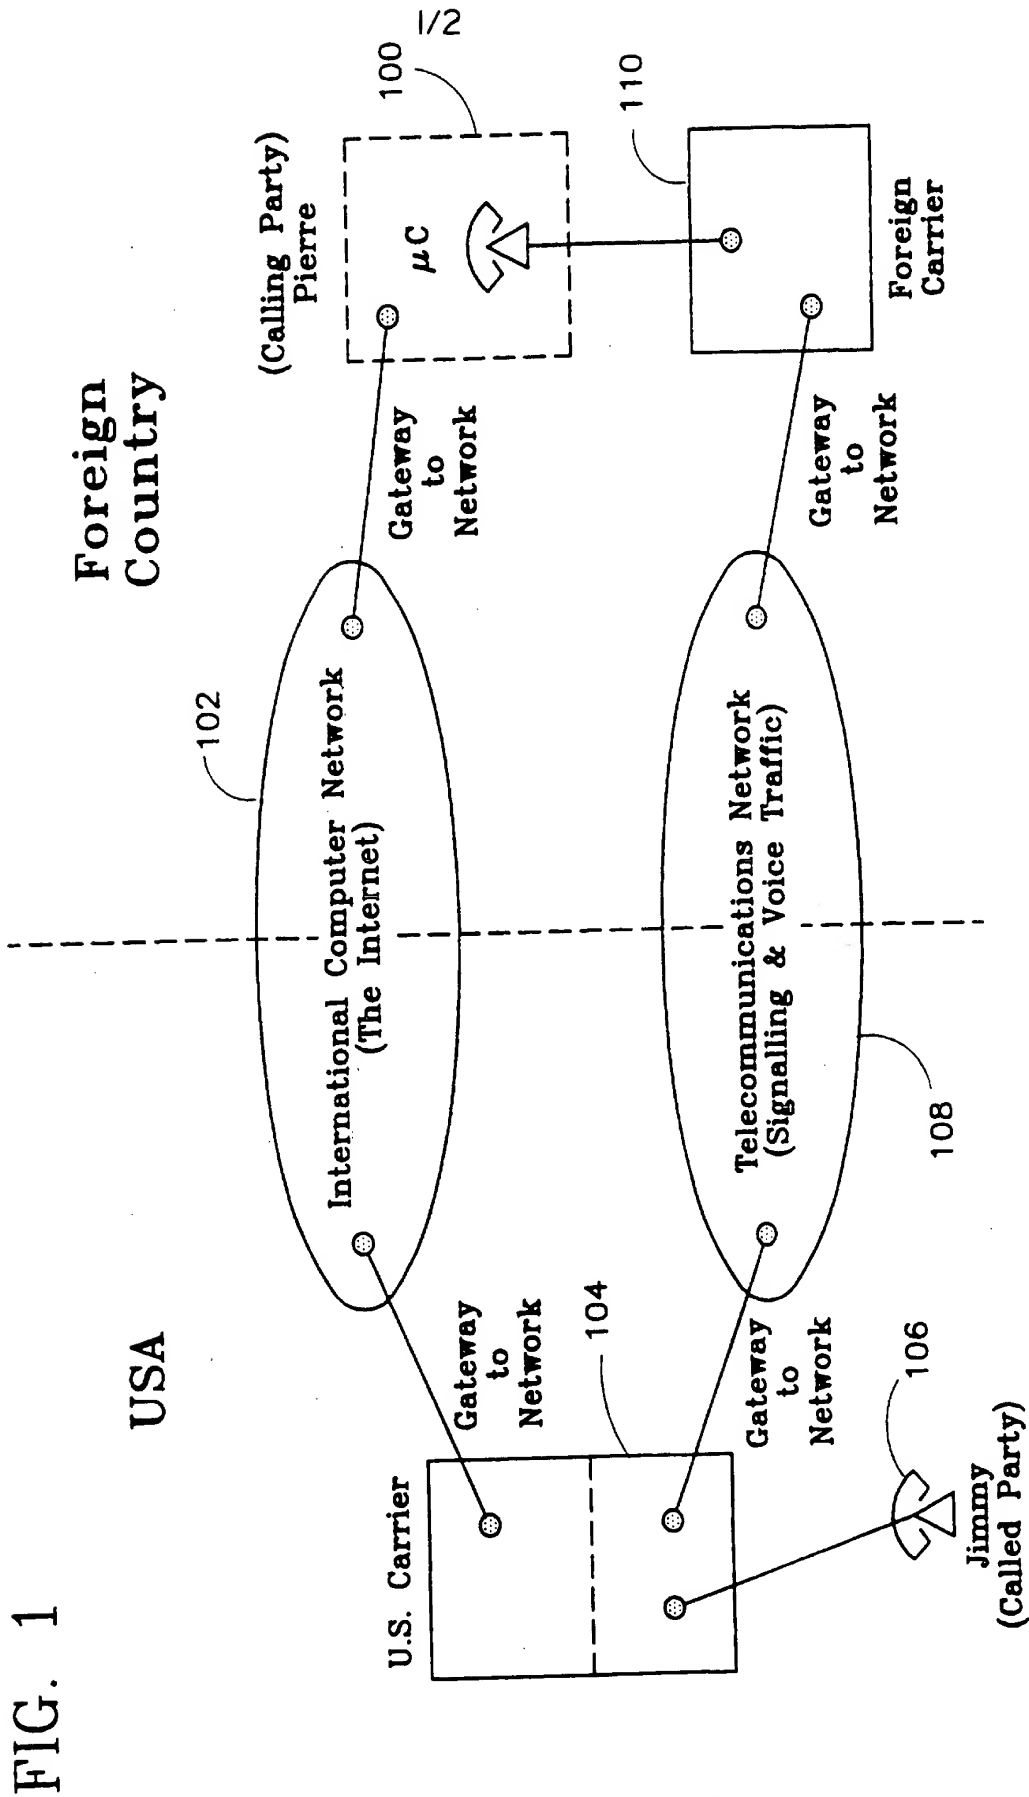 FIG. 1
1/2
USA
Foreign
Country
U.S. Carrier
Gateway
to
Network
104
Gateway
to
Network
106
Jimmy
(Called Party)
102
International Computer Network
(The Internet)
Telecommunications Network
(Signalling & Voice Traffic)
108
Gateway
to
Network
Gateway
to
Network
(Calling Party)
Pierre
100
μC
110
Foreign
Carrier